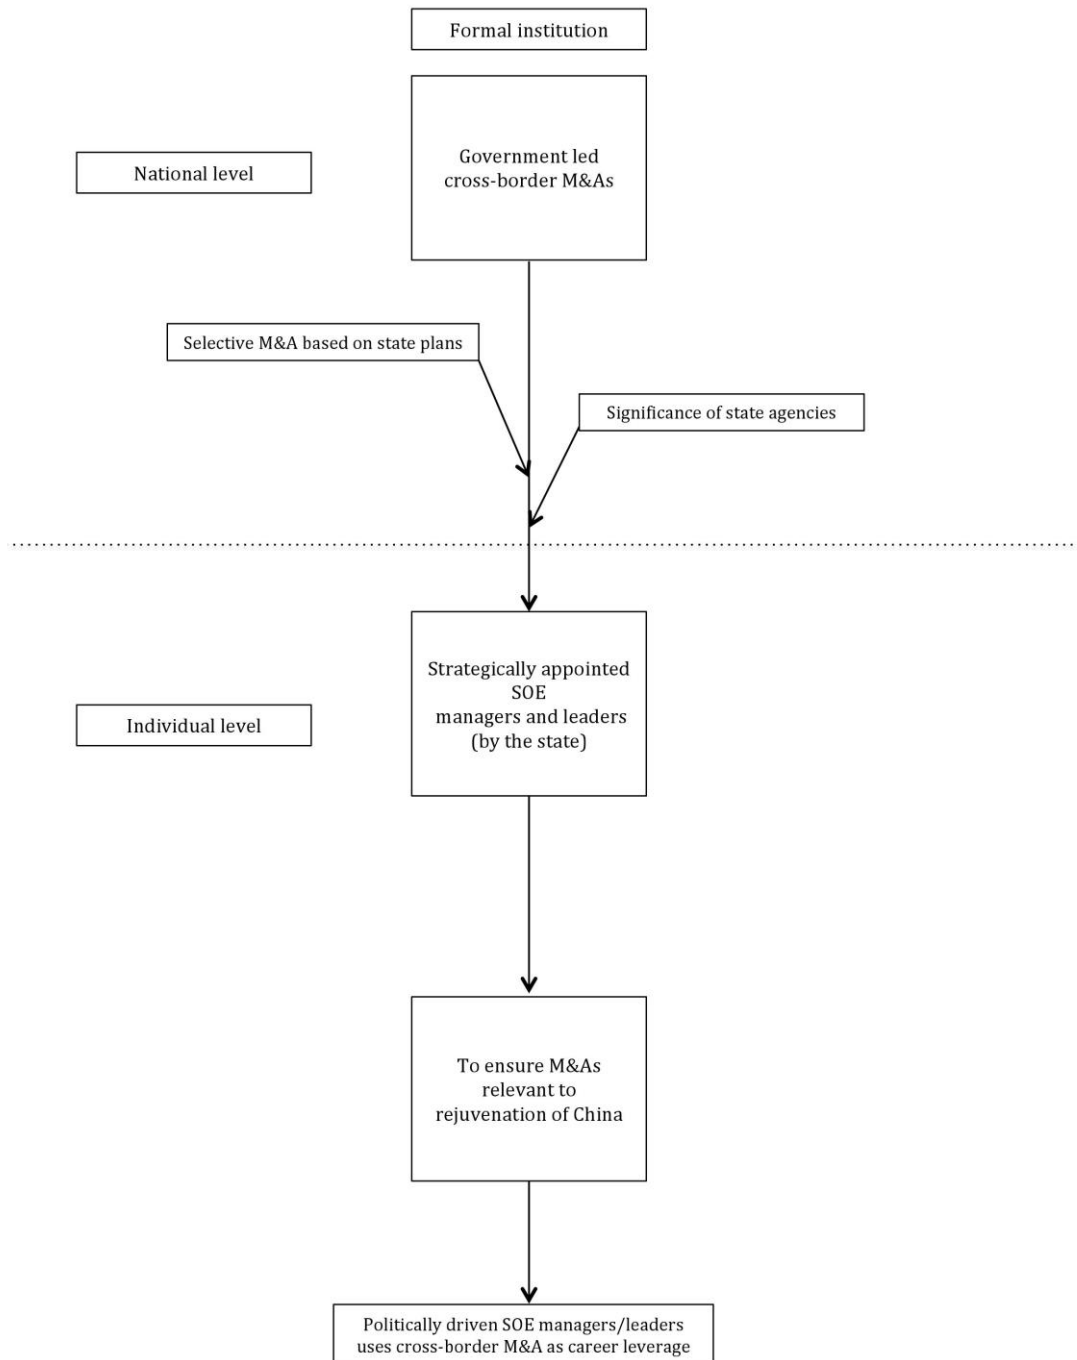 Formal institution
Government led
cross-border M&As
National level
Selective M&A based on state plans
Significance of state agencies
Strategically appointed
SOE
managers and leaders
(by the state)
Individual level
To ensure M&As
relevant to
rejuvenation of China
Politically driven SOE managers/leaders
uses cross-border M&A as career leverage